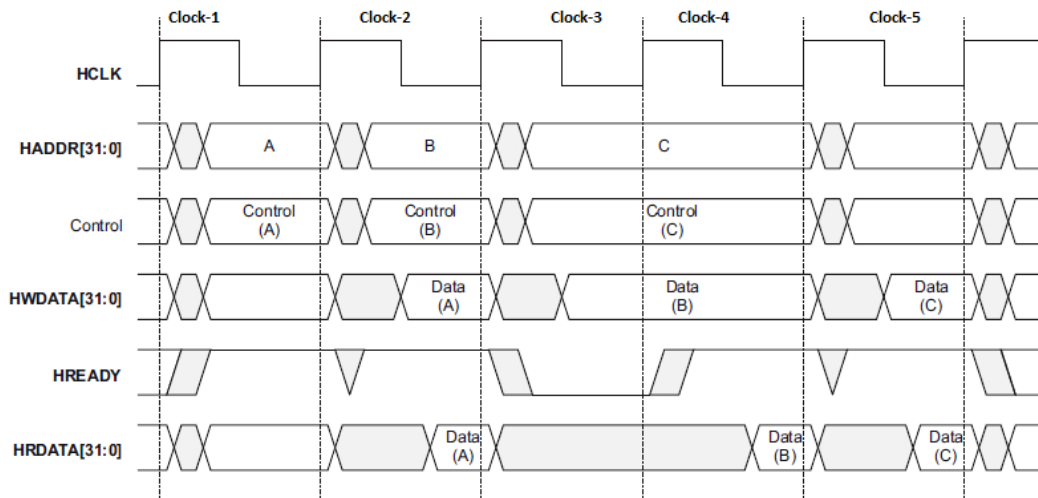 Clock-1 Clock-2 Clock-3 Clock-4 Clock-5
HCLK
HADDR[31:0] A B C
Control Control Control Control
(A) (B) (C)
HWDATA[31:0] Data Data Data
(A) (B) (C)
HREADY
HRDATA[31:0] Data Data Data
(A) (B) (C)